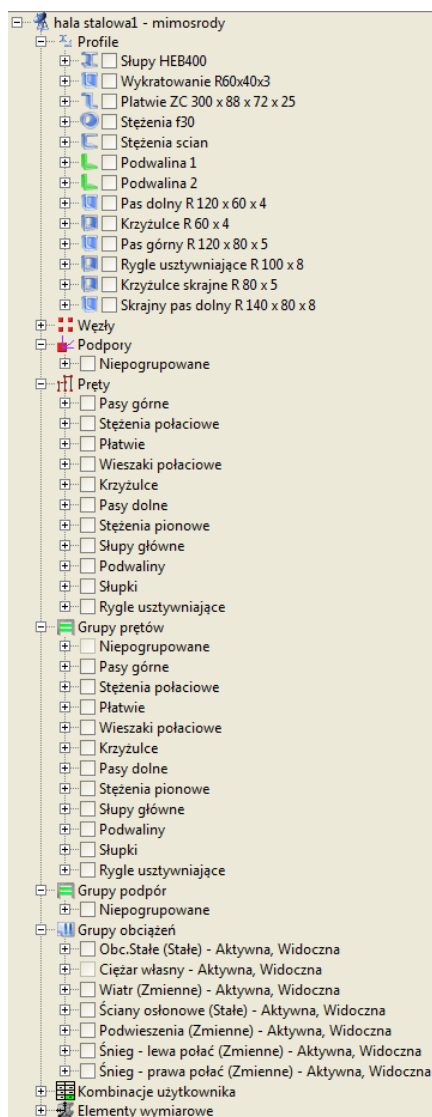 hala stalowa1 - mimosrody
Profile
Słupy HEB400
Wykratowanie R60x40x3
Platwie ZC 300 x 88 x 72 x 25
Stężenia f30
Stężenia scian
Podwalina 1
Podwalina 2
Pas dolny R 120 x 60 x 4
Krzyżulce R 60 x 4
Pas górny R 120 x 80 x 5
Rygle usztywniające R 100 x 8
Krzyżulce skrajne R 80 x 5
Skrajny pas dolny R 140 x 80 x 8
Węzły
Podpory
Niepogrupowane
Pręty
Pasy górne
Stężenia połaciowe
Płatwie
Wieszaki połaciowe
Krzyżulce
Pasy dolne
Stężenia pionowe
Słupy główne
Podwaliny
Słupki
Rygle usztywniające
Grupy prętów
Niepogrupowane
Pasy górne
Stężenia połaciowe
Płatwie
Wieszaki połaciowe
Krzyżulce
Pasy dolne
Stężenia pionowe
Słupy główne
Podwaliny
Słupki
Rygle usztywniające
Grupy podpór
Niepogrupowane
Grupy obciążeń
Obc.Stałe (Stałe) - Aktywna, Widoczna
Ciężar własny - Aktywna, Widoczna
Wiatr (Zmienne) - Aktywna, Widoczna
Ściany osłonowe (Stałe) - Aktywna, Widoczna
Podwieszenia (Zmienne) - Aktywna, Widoczna
Śnieg - lewa połać (Zmienne) - Aktywna, Widoczna
Śnieg - prawa połać (Zmienne) - Aktywna, Widoczna
Kombinacje użytkownika
Elementy wymiarowe